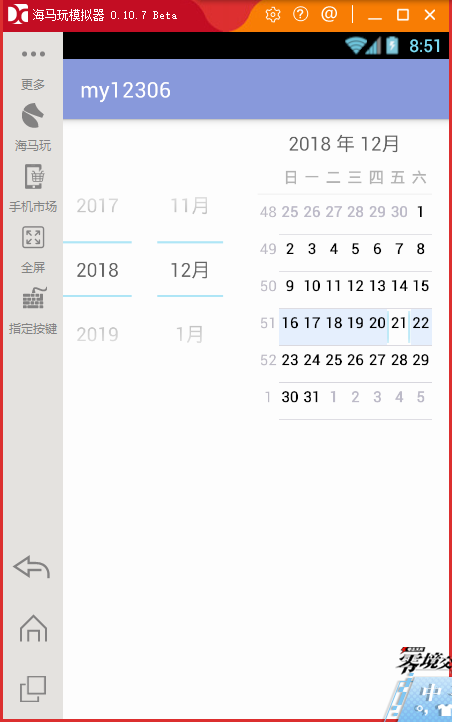 海马玩模拟器 0.10.7 Beta
8:51
my12306
更多
海马玩
手机市场
全屏
指定按键
2017 11月
2018 12月
2019 1月
2018 年 12月
日 一 二 三 四 五 六
48 25 26 27 28 29 30 1
49 2 3 4 5 6 7 8
50 9 10 11 12 13 14 15
51 16 17 18 19 20 21 22
52 23 24 25 26 27 28 29
1 30 31 1 2 3 4 5
中